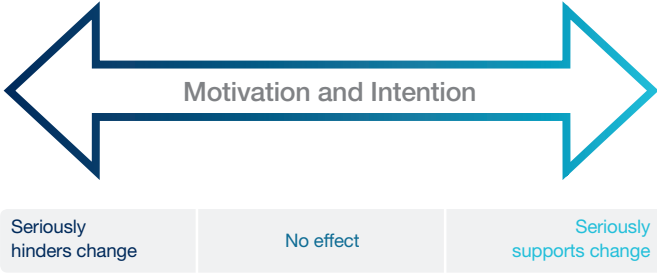 Motivation and Intention
Seriously
hinders change
No effect
Seriously
supports change